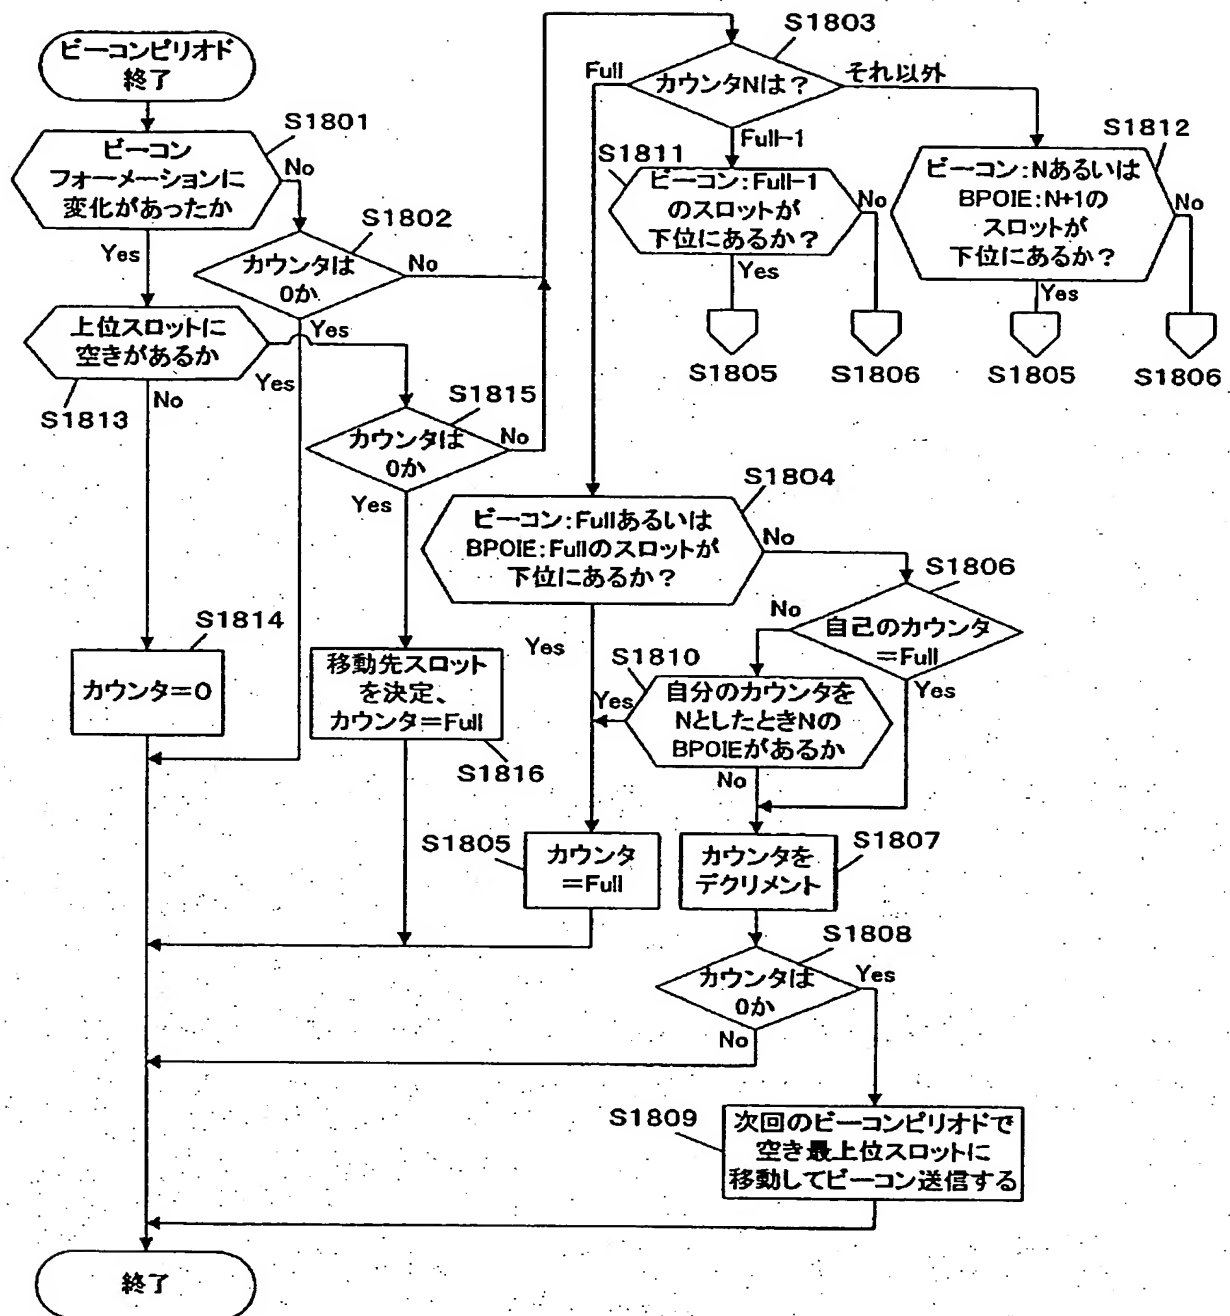 ビーコンピリオド
終了
S1801
ビーコン
フォーメーションに
変化があったか
No
Yes
S1802
カウンタは
0か
No
Yes
上位スロットに
空きがあるか
S1813
No
Yes
S1815
カウンタは
0か
No
Yes
S1814
カウンタ=0
移動先スロット
を決定、
カウンタ=Full
S1816
S1803
カウンタNは?
Full
それ以外
Full-1
S1811
ビーコン:Full-1
のスロットが
下位にあるか?
No
Yes
S1805
S1806
S1812
ビーコン:Nあるいは
BPOIE:N+1の
スロットが
下位にあるか?
No
Yes
S1805
S1806
S1804
ビーコン:Fullあるいは
BPOIE:Fullのスロットが
下位にあるか?
No
Yes
S1806
自己のカウンタ
=Full
No
Yes
S1810
自分のカウンタを
NとしたときNの
BPOIEがあるか
Yes
No
S1805
カウンタ
=Full
S1807
カウンタを
デクリメント
S1808
カウンタは
0か
Yes
No
S1809
次回のビーコンピリオドで
空き最上位スロットに
移動してビーコン送信する
終了